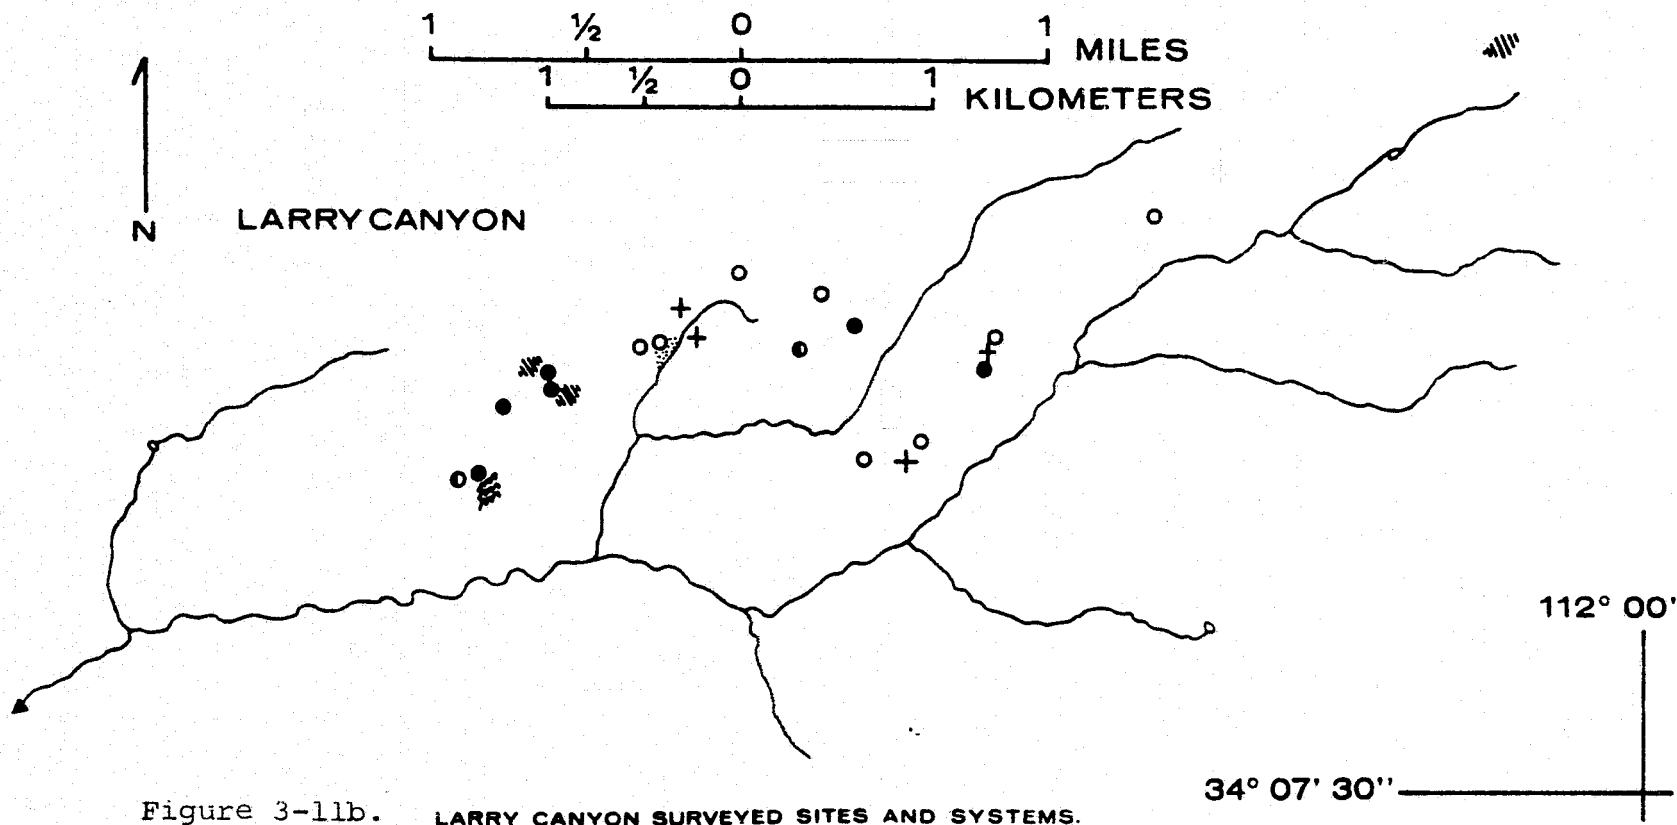 1 ½ 0 1 MILES
1 ½ 0 1 KILOMETERS
N
LARRY CANYON
112° 00'
34° 07' 30"
Figure 3-11b. LARRY CANYON SURVEYED SITES AND SYSTEMS.